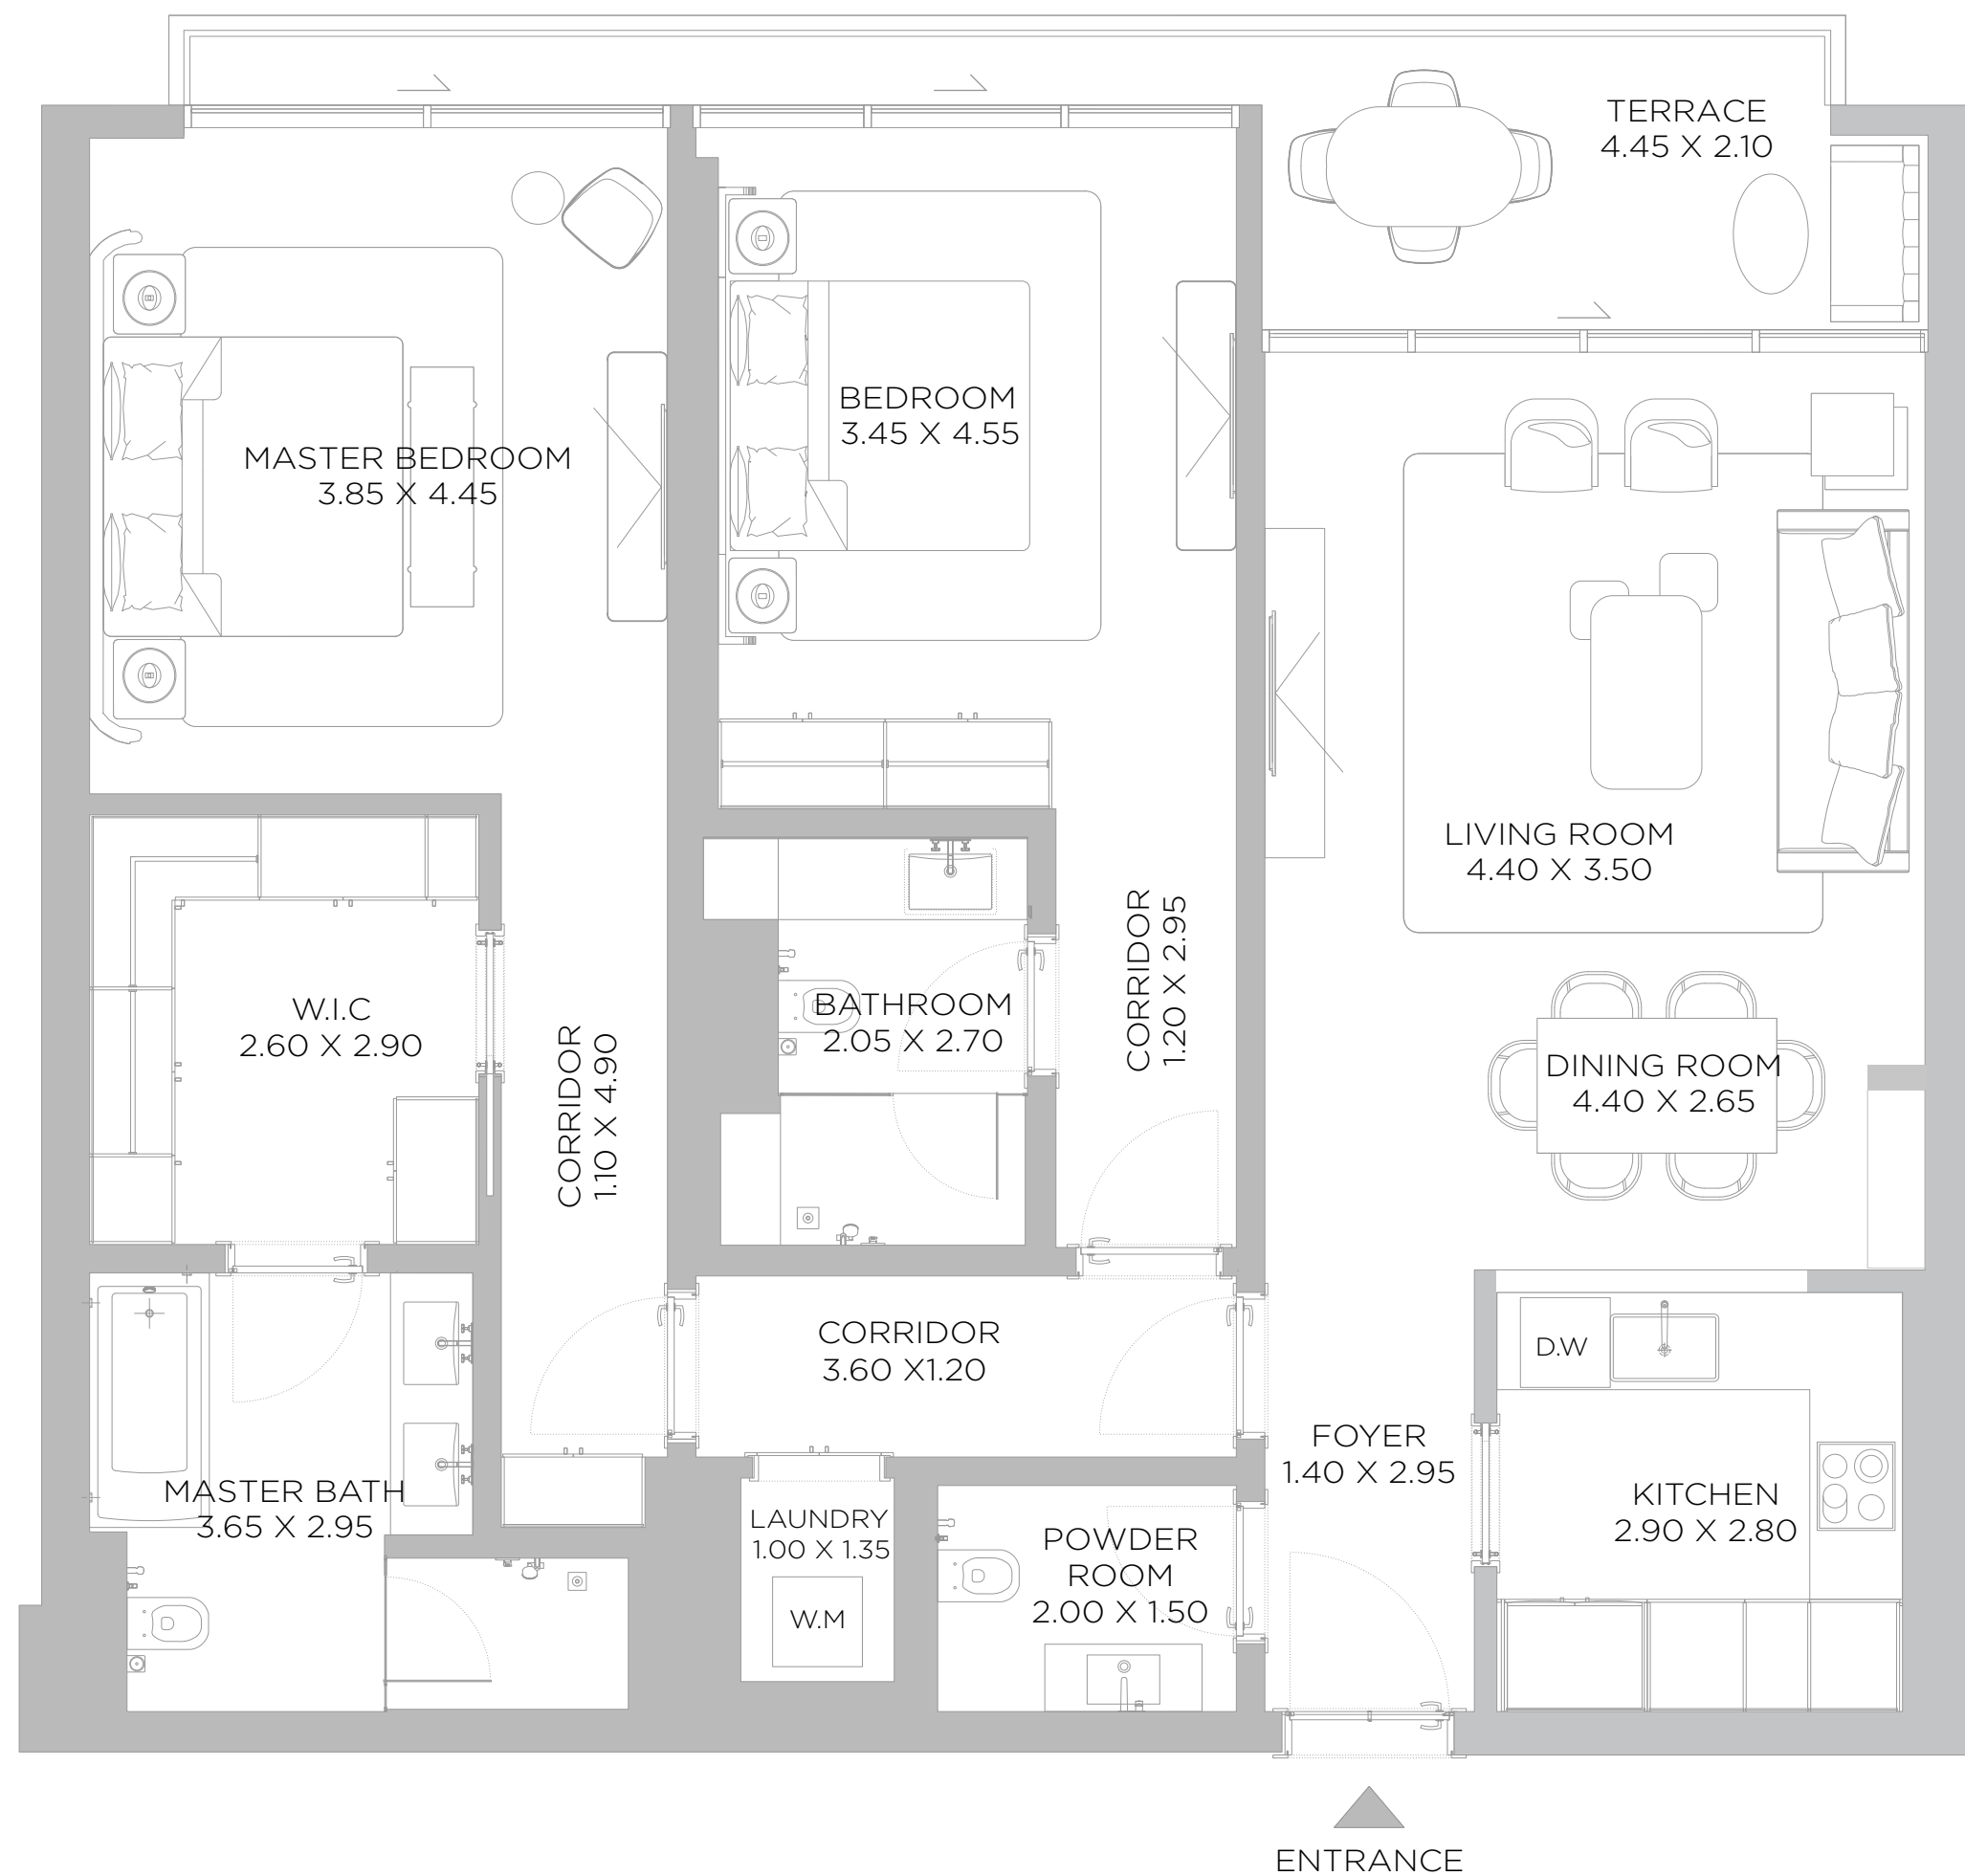 TERRACE
4.45 X 2.10
BEDROOM
3.45 X 4.55
MASTER BEDROOM
3.85 X 4.45
LIVING ROOM
4.40 X 3.50
CORRIDOR
1.20 X 2.95
W.I.C
2.60 X 2.90
BATHROOM
2.05 X 2.70
CORRIDOR
1.10 X 4.90
DINING ROOM
4.40 X 2.65
CORRIDOR
3.60 X1.20
D.W
FOYER
1.40 X 2.95
MASTER BATH
3.65 X 2.95
LAUNDRY
1.00 X 1.35
W.M
POWDER
ROOM
2.00 X 1.50
KITCHEN
2.90 X 2.80
ENTRANCE